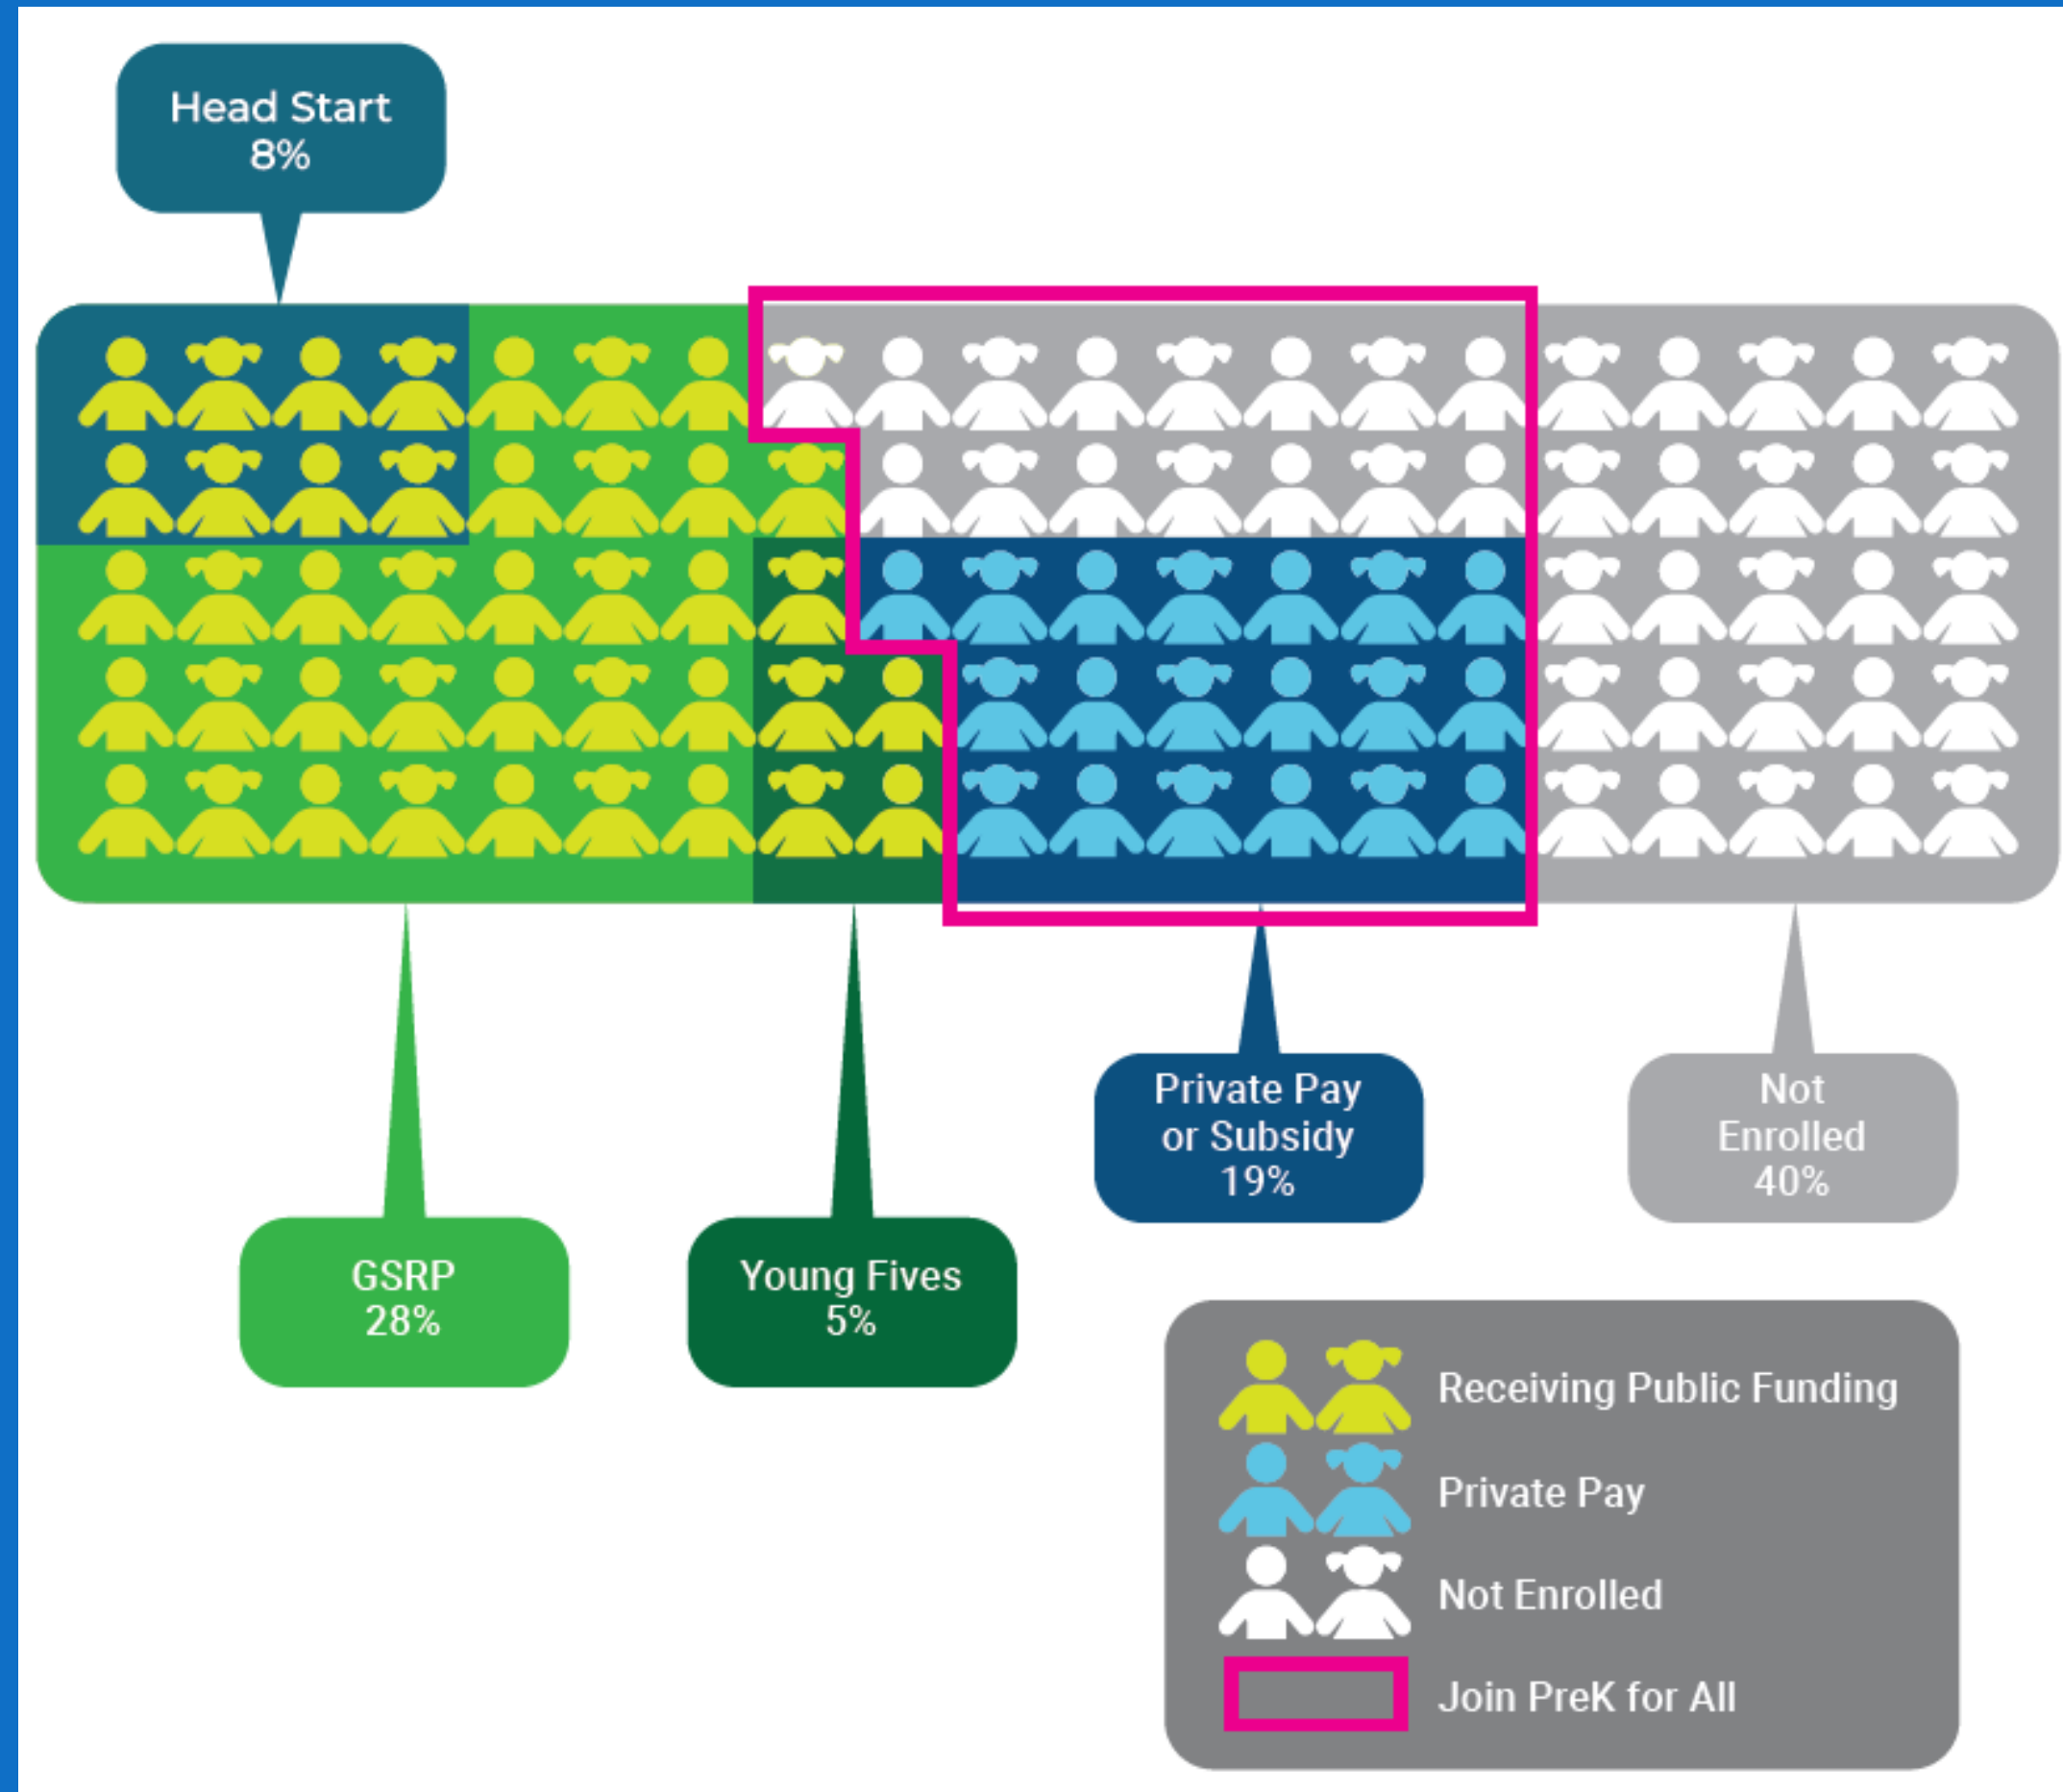 Head Start
8%
Private Pay
or Subsidy
19%
Not
Enrolled
40%
GSRP
28%
Young Fives
5%
Receiving Public Funding
Private Pay
Not Enrolled
Join PreK for All